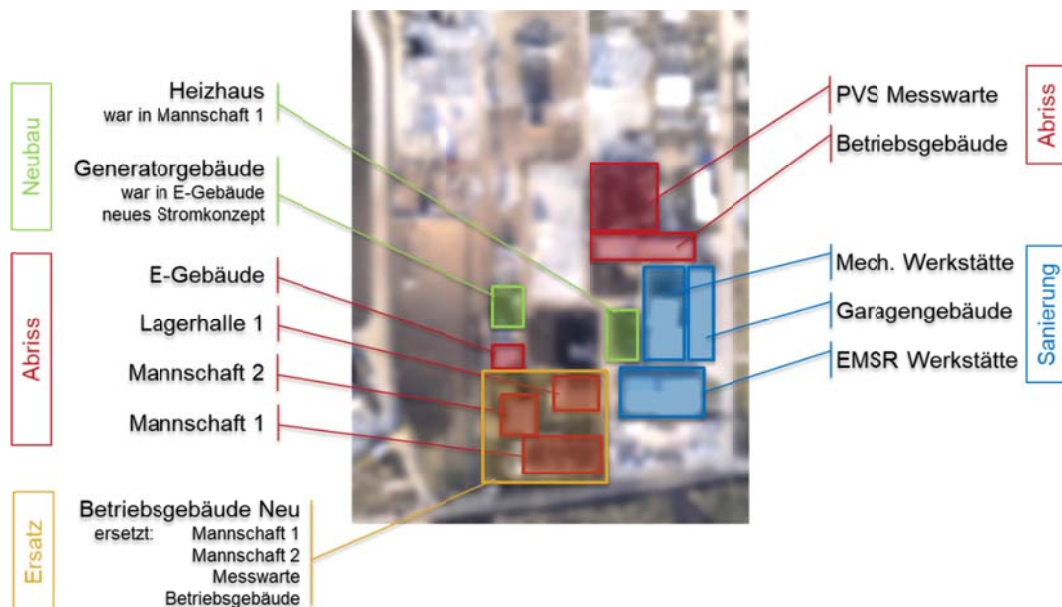 Neubau
Heizhaus
war in Mannschaft 1
Generatorgebäude
war in E-Gebäude
neues Stromkonzept
Abriss
E-Gebäude
Lagerhalle 1
Mannschaft 2
Mannschaft 1
Ersatz
Betriebsgebäude Neu
ersetzt: Mannschaft 1
Mannschaft 2
Messwarte
Betriebsgebäude
PVS Messwarte
Betriebsgebäude
Abriss
Mech. Werkstätte
Garagengebäude
EMSR Werkstätte
Sanierung